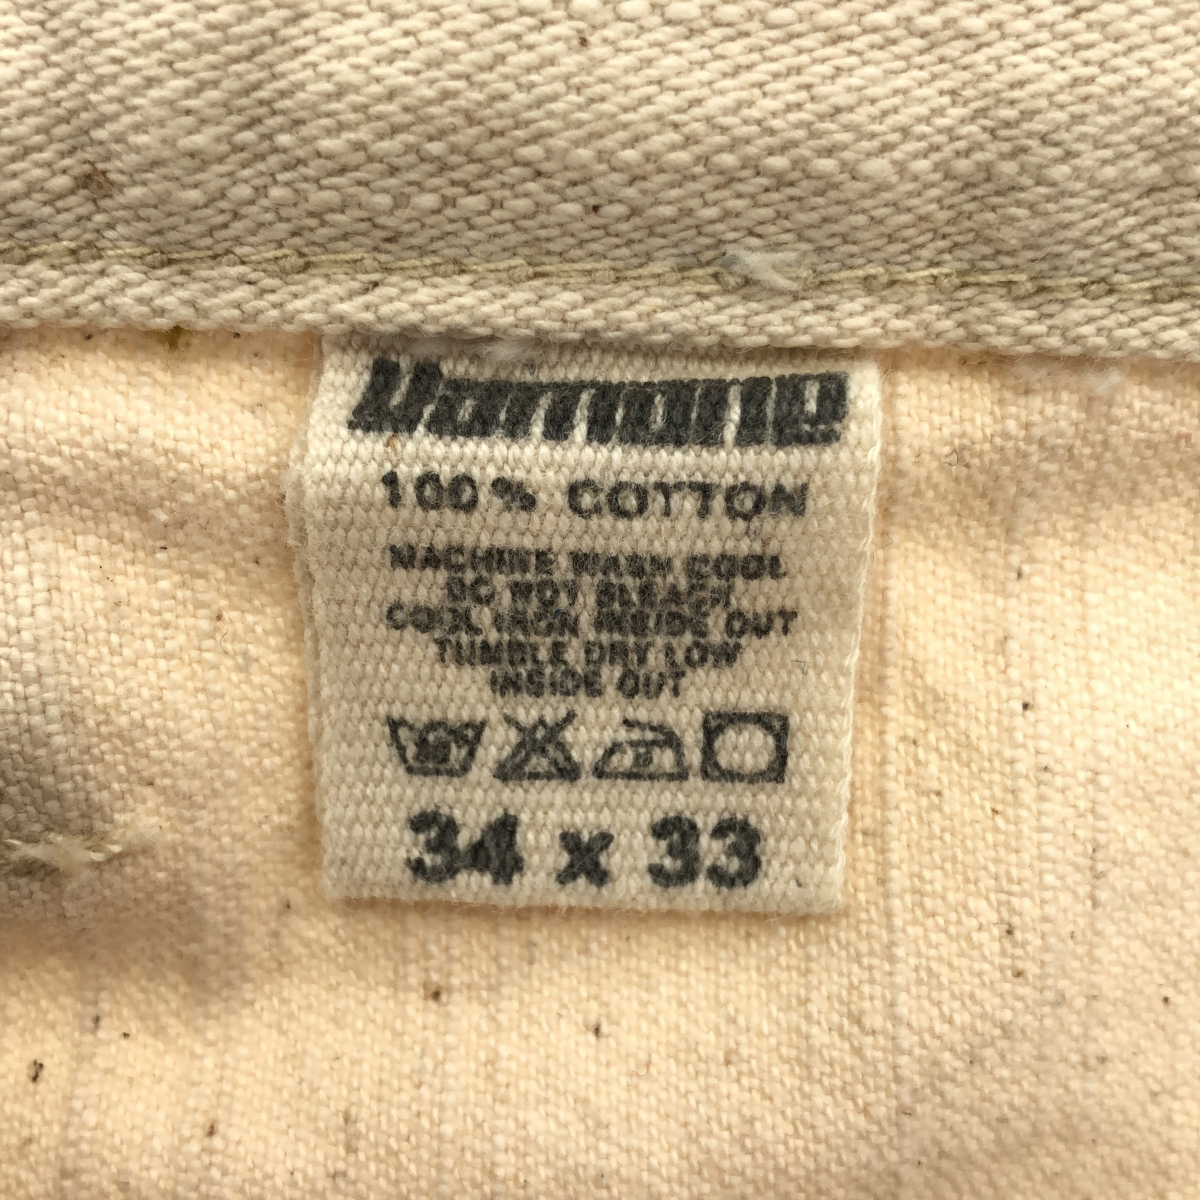 100% COTTON
MACHINE WASH COOL
DO NOT BLEACH
COOL IRON INSIDE OUT
TUMBLE DRY LOW
INSIDE OUT
34 x 33